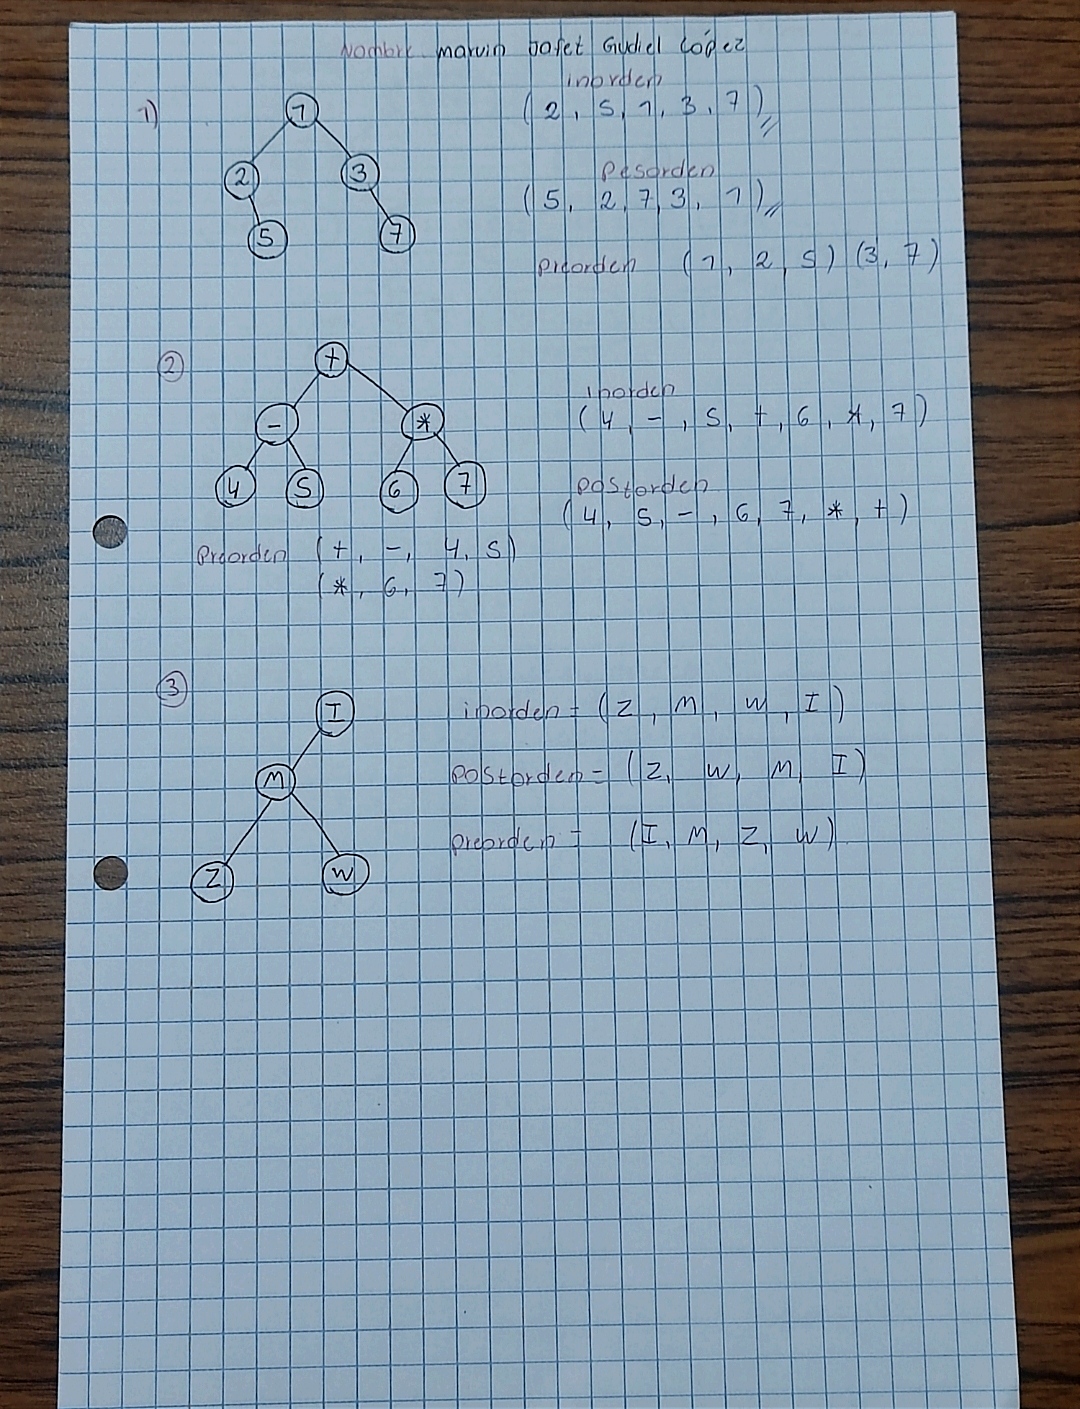 Nombre marvin Jafet Gudiel López
1)
1
2 3
5 7
inorden
(2, 5, 1, 3, 7)
Posorden
(5, 2, 7, 3, 1)
Preorden (1, 2, 5) (3, 7)
2
+
- *
4 5 6 7
inorden
(4, -, 5, +, 6, *, 7)
Postorden
(4, 5, -, 6, 7, *, +)
Preorden (+, -, 4, 5)
(*, 6, 7)
3
I
M
Z W
inorden = (Z, M, W, I)
Postorden = (Z, W, M, I)
preorden = (I, M, Z, W)